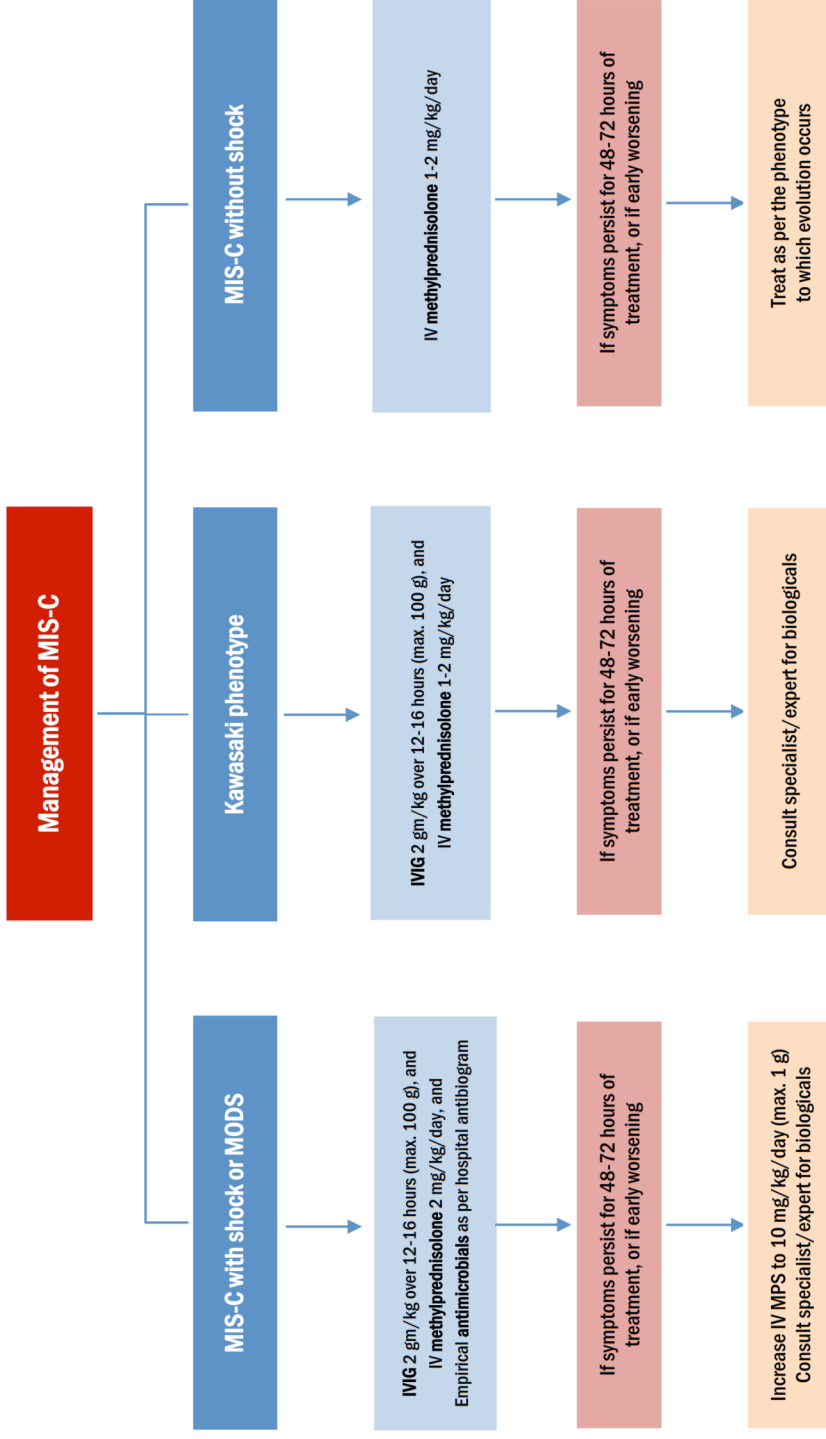 Management of MIS-C
MIS-C with shock or MODS
IVIG 2 gm/kg over 12-16 hours (max. 100 g), and
IV methylprednisolone 2 mg/kg/day, and
Empirical antimicrobials as per hospital antibiogram
If symptoms persist for 48-72 hours of
treatment, or if early worsening
Increase IV MPS to 10 mg/kg/day (max. 1 g)
Consult specialist/expert for biologicals
Kawasaki phenotype
IVIG 2 gm/kg over 12-16 hours (max. 100 g), and
IV methylprednisolone 1-2 mg/kg/day
If symptoms persist for 48-72 hours of
treatment, or if early worsening
Consult specialist/expert for biologicals
MIS-C without shock
IV methylprednisolone 1-2 mg/kg/day
If symptoms persist for 48-72 hours of
treatment, or if early worsening
Treat as per the phenotype
to which evolution occurs